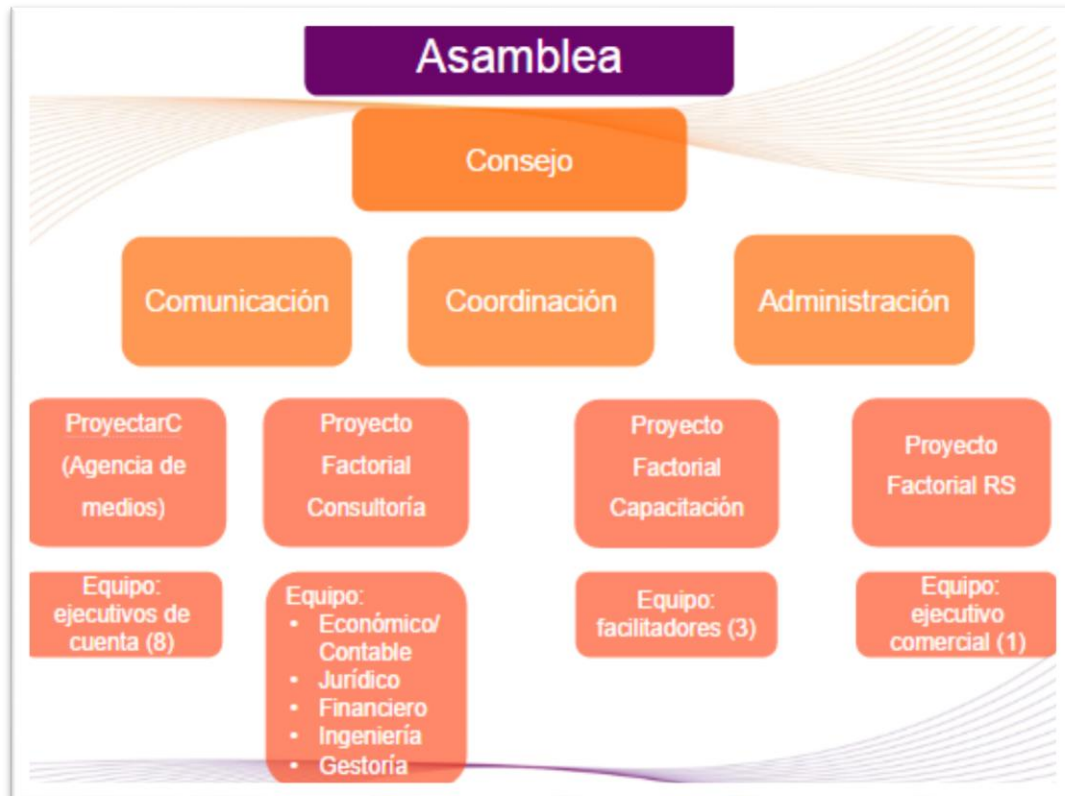 Asamblea
Consejo
Comunicación
Coordinación
Administración
ProyectarC
(Agencia de
medios)
Proyecto
Factorial
Consultoría
Proyecto
Factorial
Capacitación
Proyecto
Factorial RS
Equipo:
ejecutivos de
cuenta (8)
Equipo:
• Económico/
Contable
• Jurídico
• Financiero
• Ingeniería
• Gestoría
Equipo:
facilitadores (3)
Equipo:
ejecutivo
comercial (1)